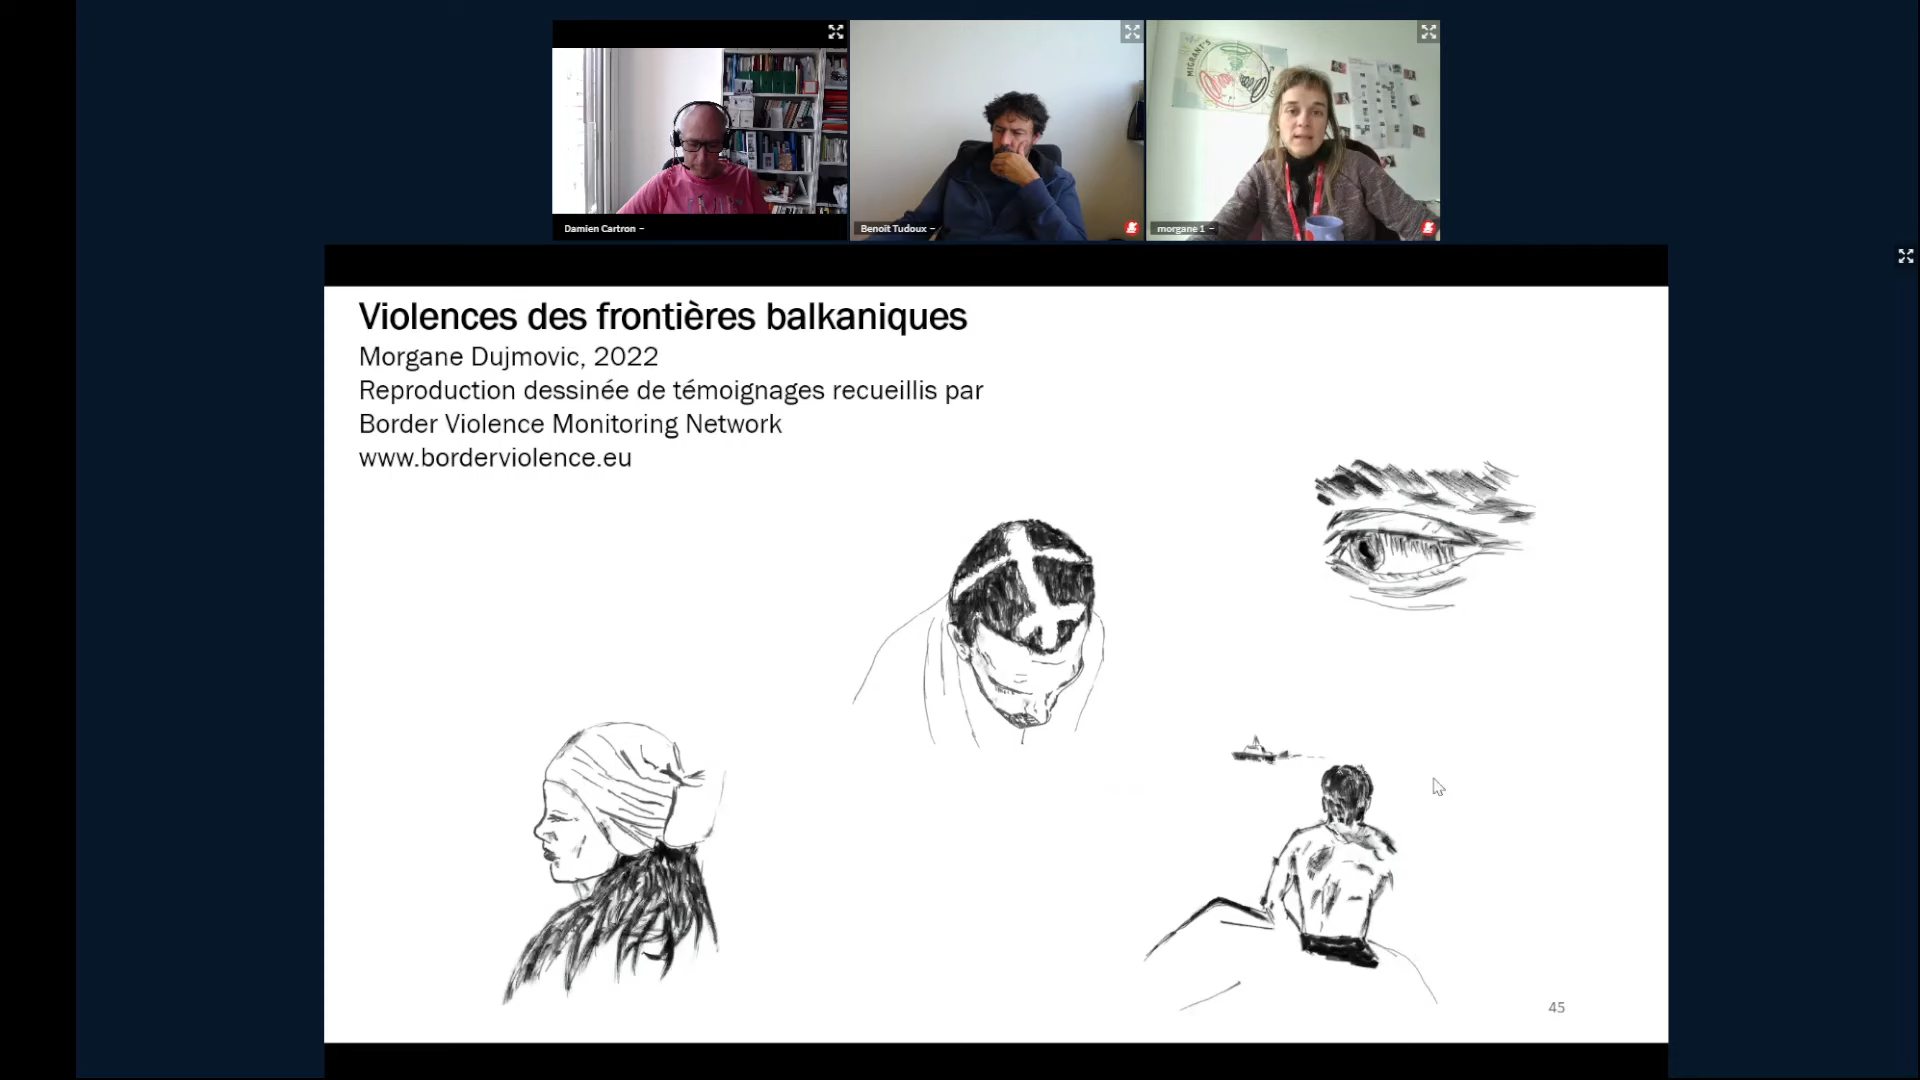 MIGRANT'S
Damien Cartron
Benoit Tudoux
morgane 1
Violences des frontières balkaniques
Morgane Dujmovic, 2022
Reproduction dessinée de témoignages recueillis par
Border Violence Monitoring Network
www.borderviolence.eu
45